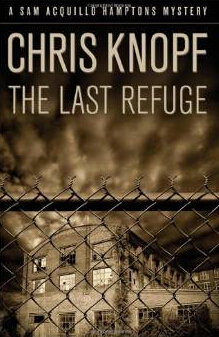 A SAM ACQUILLO HAMPTONS MYSTERY
CHRIS KNOPF
THE LAST REFUGE